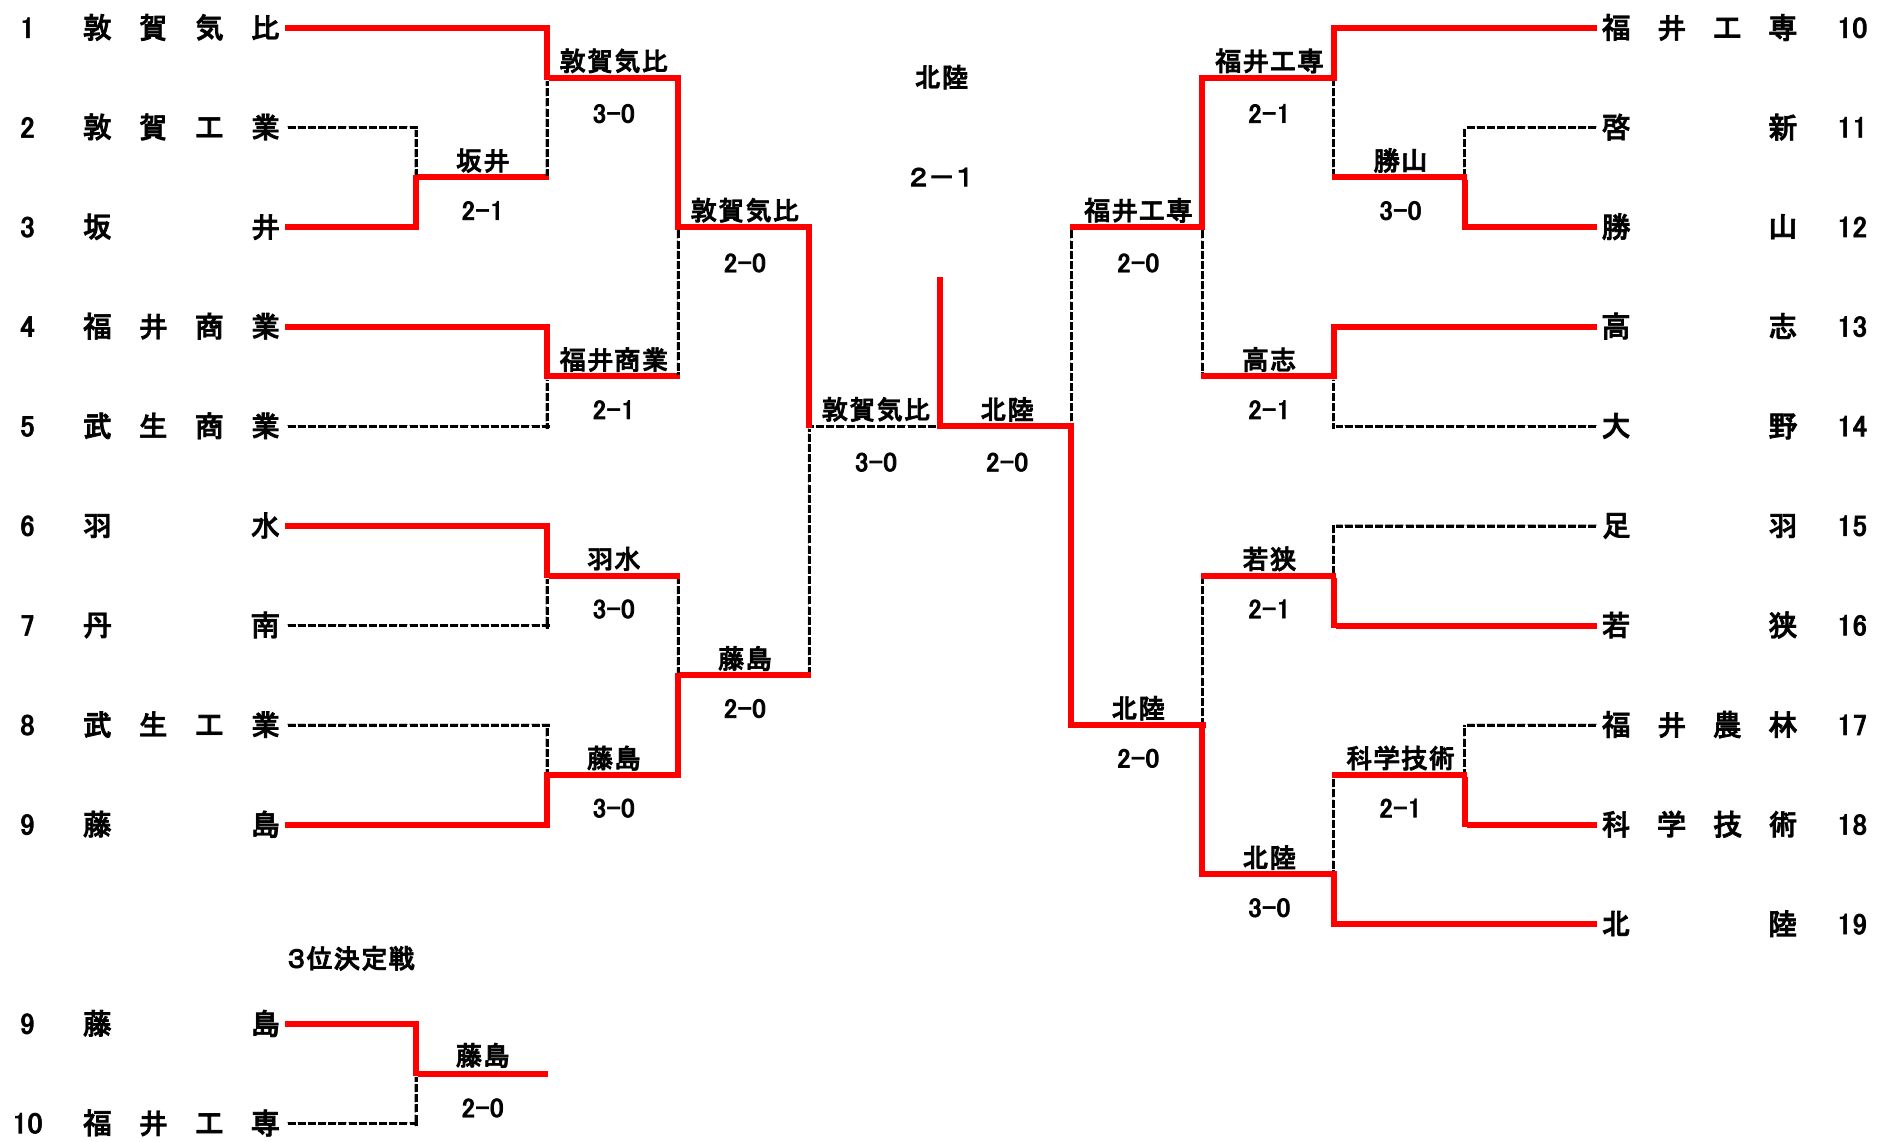 1 敦賀気比 福井工専 10
敦賀気比 北陸 福井工専
3-0 2-1
2 敦賀工業 啓新 11
坂井 2－1 勝山
2-1 敦賀気比 福井工専 3-0
3 坂井 勝山 12
2-0 2-0
4 福井商業 高志 13
福井商業 高志
2-1 敦賀気比 北陸 2-1
5 武生商業 大野 14
3-0 2-0
6 羽水 足羽 15
羽水 若狭
3-0 2-1
7 丹南 若狭 16
藤島
2-0 北陸
8 武生工業 福井農林 17
藤島 2-0 科学技術
3-0 2-1
9 藤島 科学技術 18
北陸
3-0
北陸 19
３位決定戦
9 藤島
藤島
2-0
10 福井工専